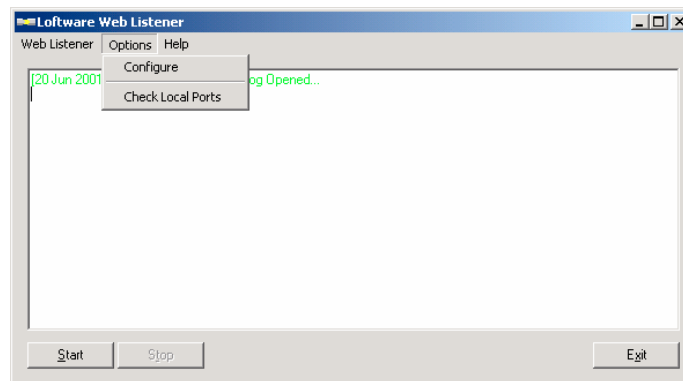 Loftware Web Listener
Web Listener Options Help
Configure
[20 Jun 2001 og Opened...
Check Local Ports
Start Stop Exit